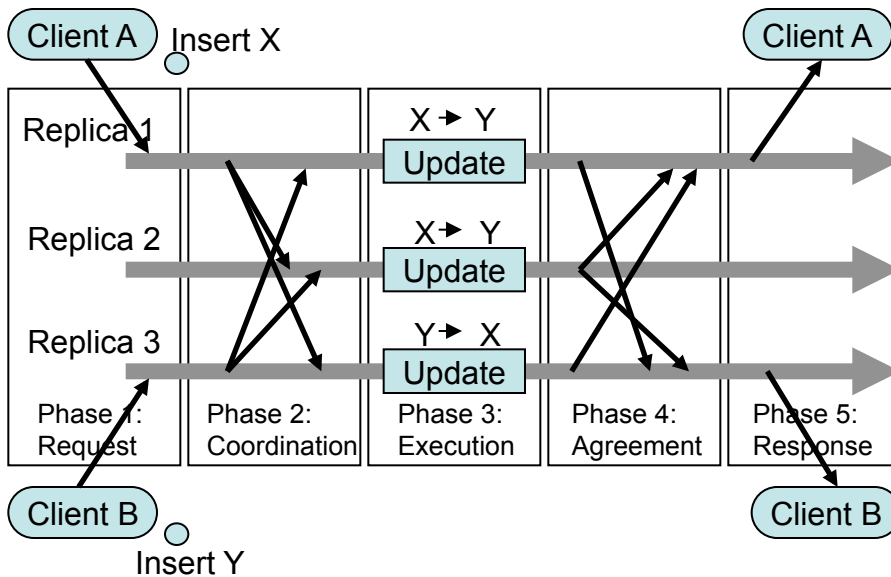 Client A
Insert X
Client A
Replica 1
X Y
Update
Replica 2
X Y
Update
Replica 3
Y X
Update
Phase 1:
Request
Phase 2:
Coordination
Phase 3:
Execution
Phase 4:
Agreement
Phase 5:
Response
Client B
Insert Y
Client B